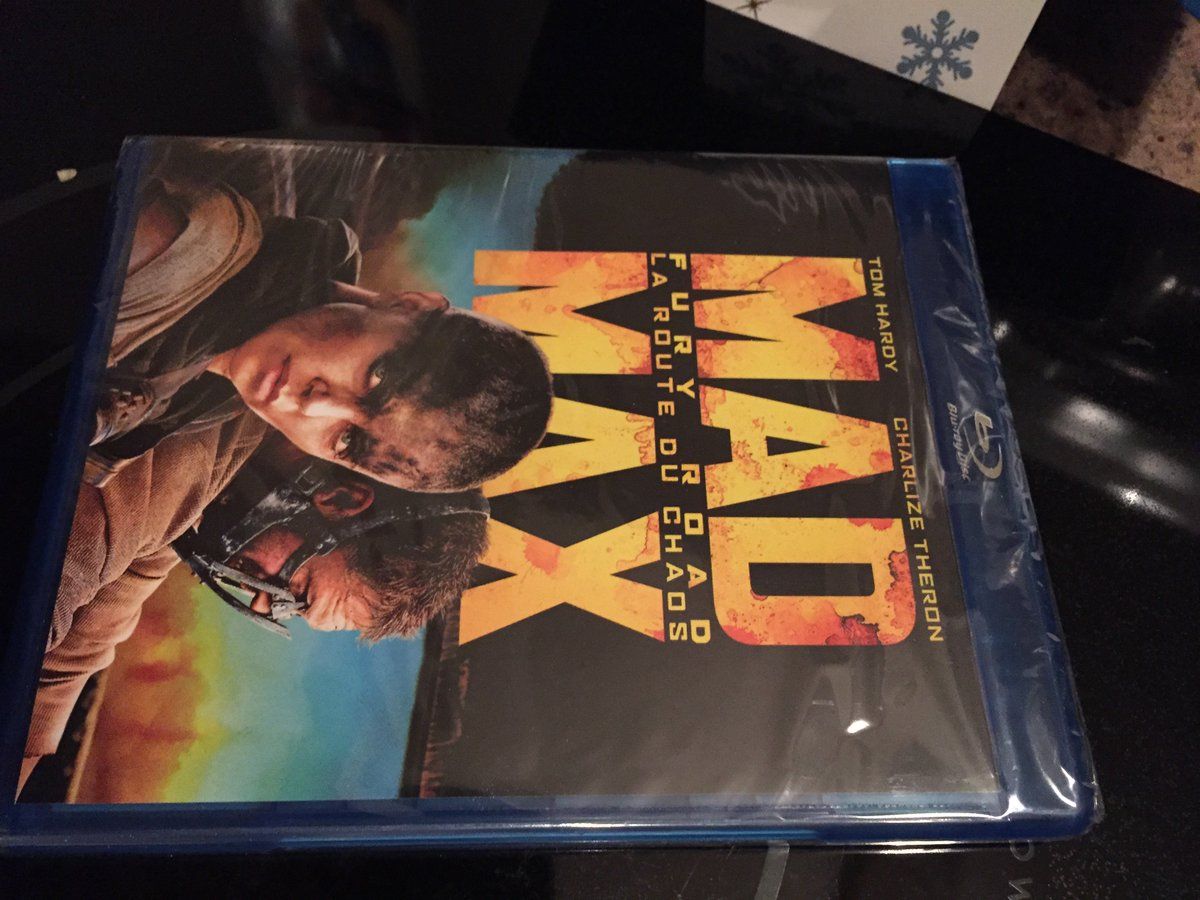 Blu-ray Disc
TOM HARDY CHARLIZE THERON
MAD
FURY ROAD
LA ROUTE DU CHAOS
MAX